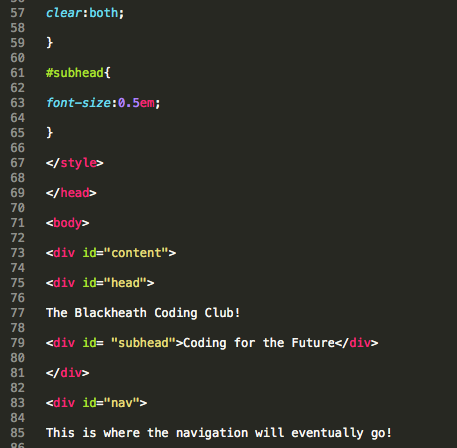 57 clear:both;
58
59 }
60
61 #subhead{
62
63 font-size:0.5em;
64
65 }
66
67 </style>
68
69 </head>
70
71 <body>
72
73 <div id="content">
74
75 <div id="head">
76
77 The Blackheath Coding Club!
78
79 <div id= "subhead">Coding for the Future</div>
80
81 </div>
82
83 <div id="nav">
84
85 This is where the navigation will eventually go!